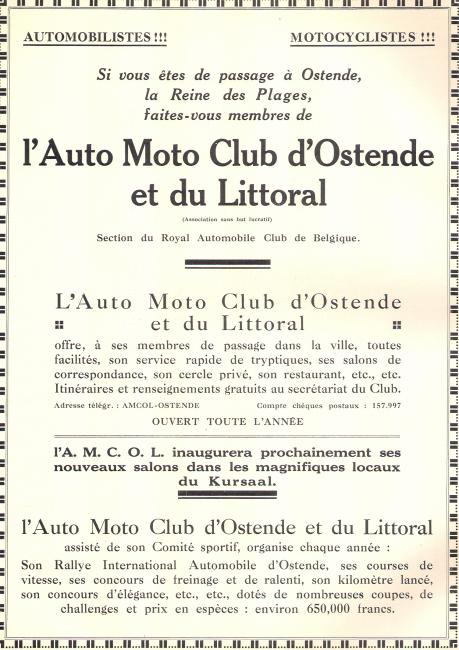 AUTOMOBILISTES !!! MOTOCYCLISTES !!!
Si vous êtes de passage à Ostende,
la Reine des Plages,
faites-vous membres de
l'Auto Moto Club d'Ostende
et du Littoral
(Association sans but lucratif)
Section du Royal Automobile Club de Belgique.
L'Auto Moto Club d'Ostende
et du Littoral
offre, à ses membres de passage dans la ville, toutes
facilités, son service rapide de tryptiques, ses salons de
correspondance, son cercle privé, son restaurant, etc., etc.
Itinéraires et renseignements gratuits au secrétariat du Club.
Adresse télégr. : AMCOL-OSTENDE Compte chéques postaux : 157.997
OUVERT TOUTE L'ANNÉE
l'A. M. C. O. L. inaugurera prochainement ses
nouveaux salons dans les magnifiques locaux
du Kursaal.
l'Auto Moto Club d'Ostende et du Littoral
assisté de son Comité sportif, organise chaque année :
Son Rallye International Automobile d'Ostende, ses courses de
vitesse, ses concours de freinage et de ralenti, son kilomètre lancé,
son concours d'élégance, etc., etc., dotés de nombreuses coupes, de
challenges et prix en espèces : environ 650,000 francs.